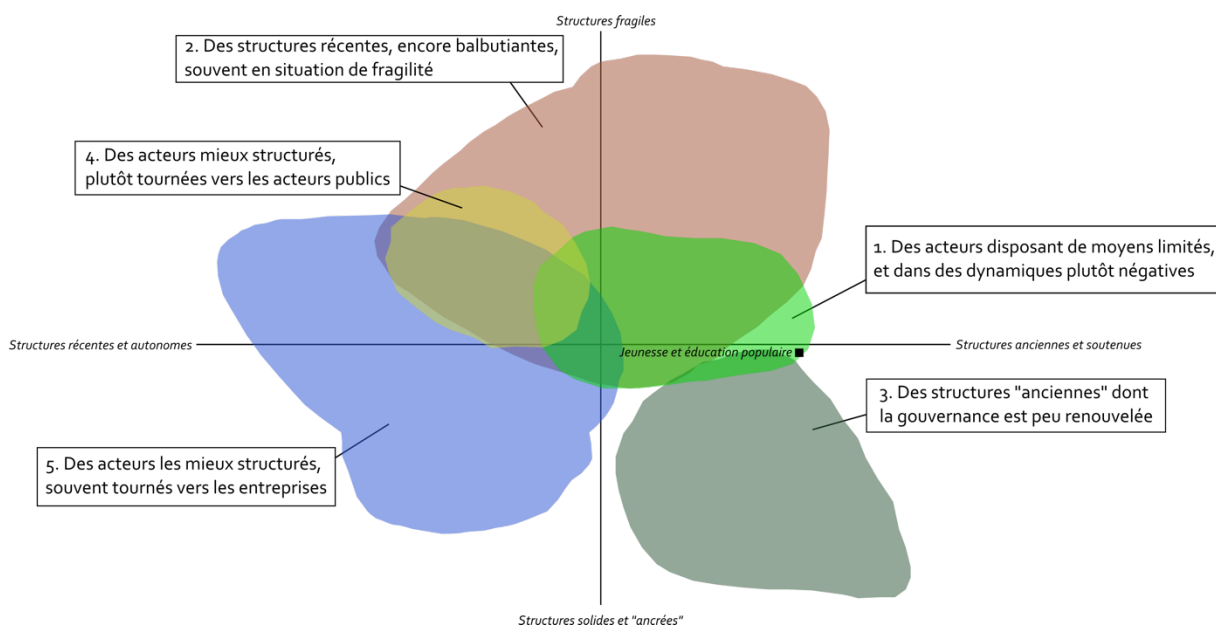 Structures fragiles
2. Des structures récentes, encore balbutiantes,
souvent en situation de fragilité
4. Des acteurs mieux structurés,
plutôt tournées vers les acteurs publics
1. Des acteurs disposant de moyens limités,
et dans des dynamiques plutôt négatives
Structures récentes et autonomes
Structures anciennes et soutenues
Jeunesse et éducation populaire
3. Des structures "anciennes" dont
la gouvernance est peu renouvelée
5. Des acteurs les mieux structurés,
souvent tournés vers les entreprises
Structures solides et "ancrées"